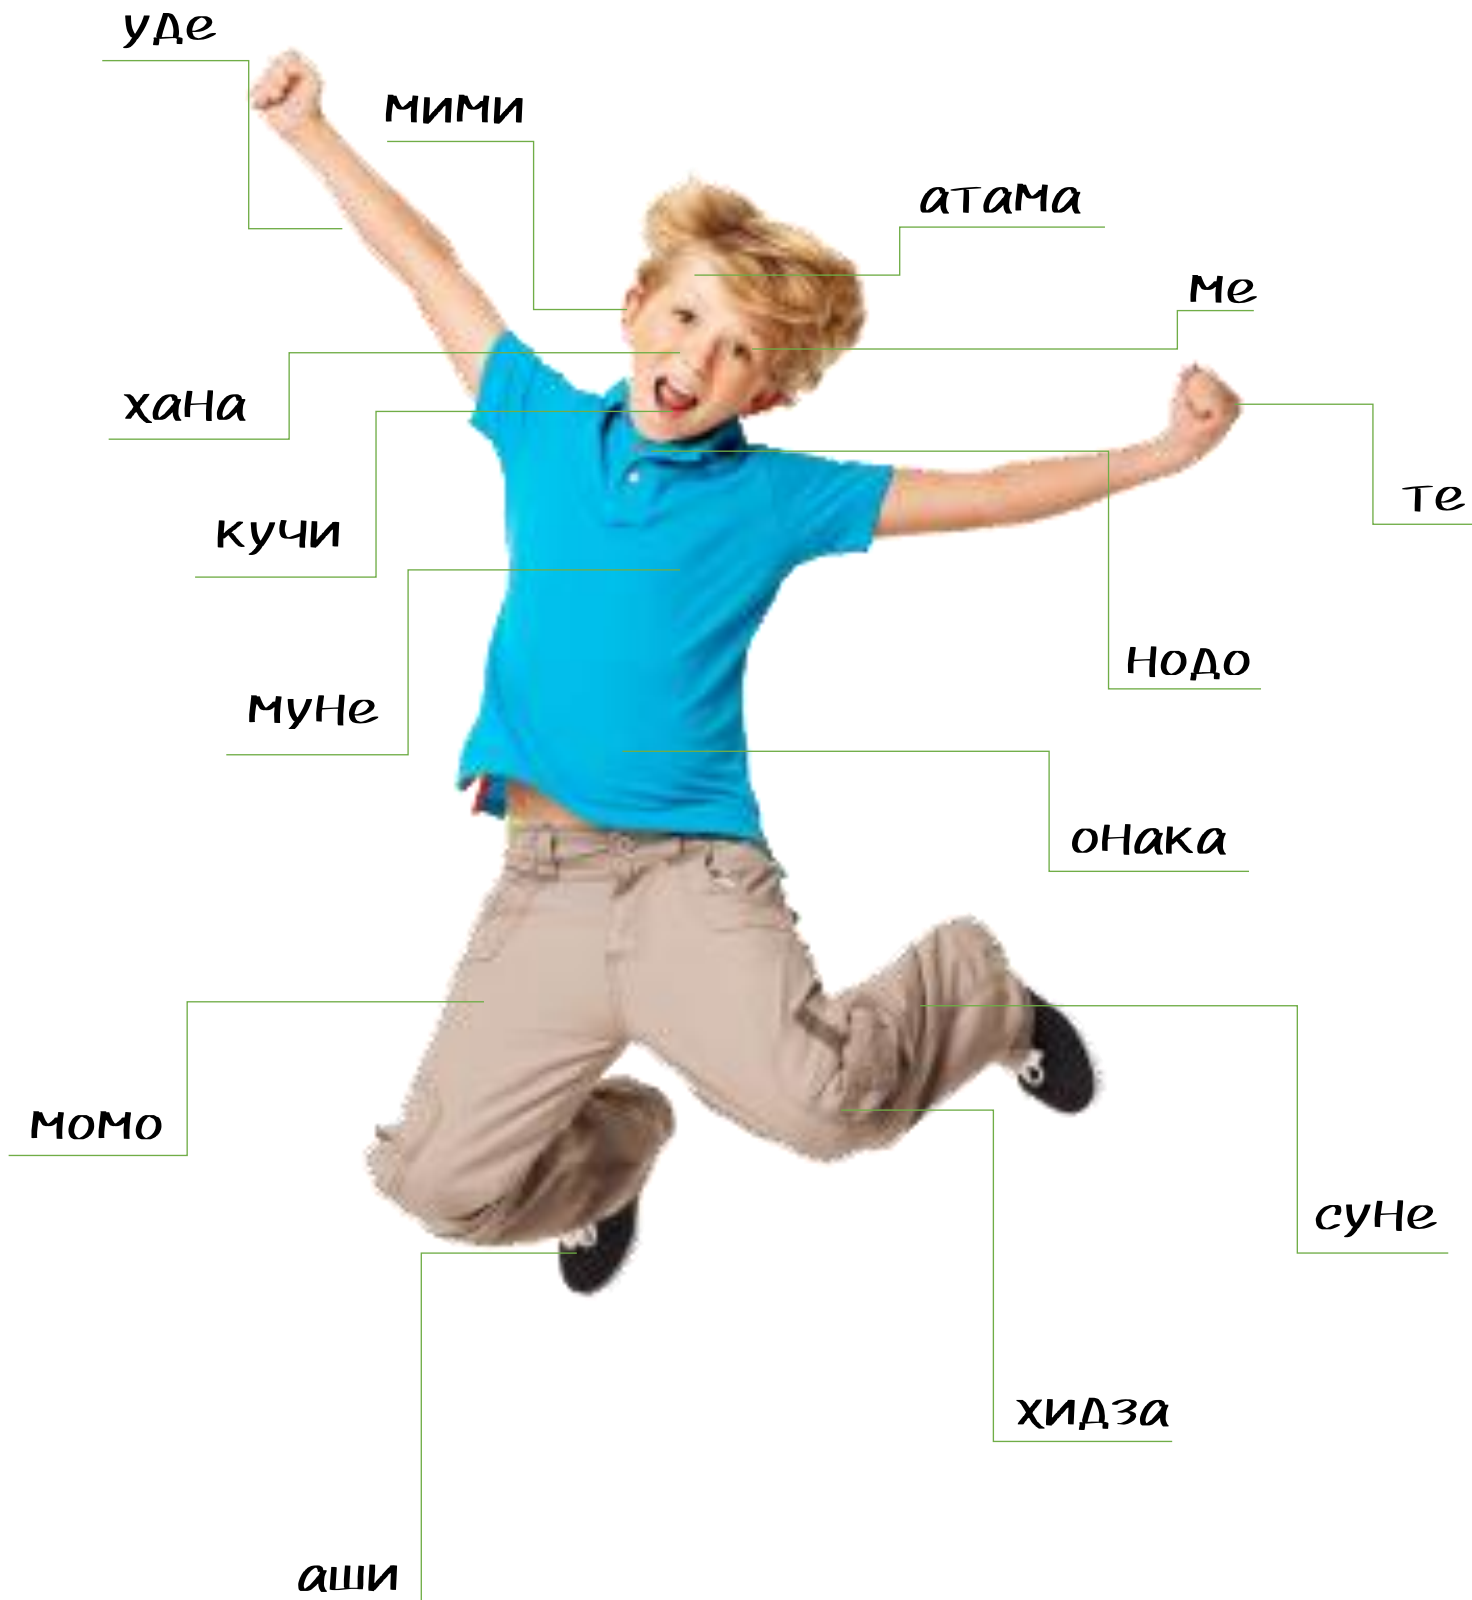 уде
мими
атама
ме
хана
те
кучи
нодо
муне
онака
момо
суне
хидза
аши